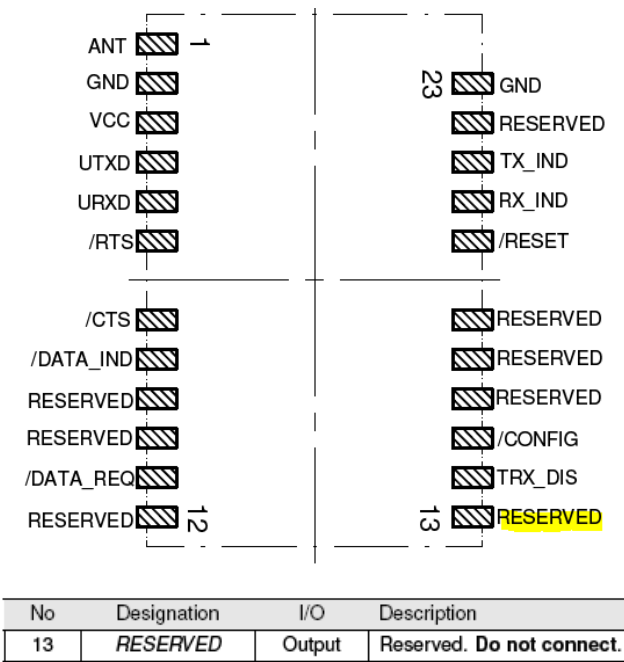 ANT 1
GND 23 GND
VCC RESERVED
UTXD TX_IND
URXD RX_IND
/RTS /RESET
/CTS RESERVED
/DATA_IND RESERVED
RESERVED RESERVED
RESERVED /CONFIG
/DATA_REQ TRX_DIS
RESERVED 12 13 RESERVED
No Designation I/O Description
13 RESERVED Output Reserved. Do not connect.